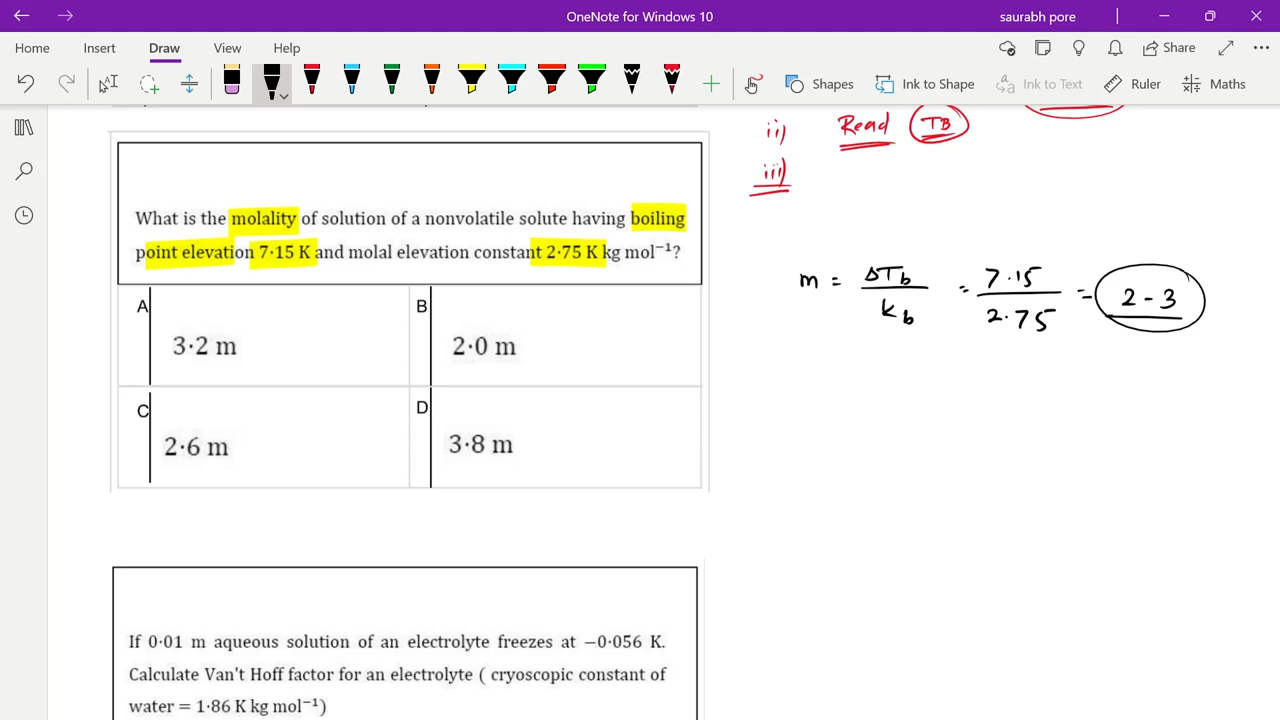 OneNote for Windows 10
saurabh pore
Home Insert Draw View Help
Share
Shapes Ink to Shape Ink to Text Ruler Maths
ii) Read TB
iii)
What is the molality of solution of a nonvolatile solute having boiling
point elevation 7·15 K and molal elevation constant 2·75 K kg mol⁻¹?
A 3·2 m
B 2·0 m
C 2·6 m
D 3·8 m
m = ΔTb / kb = 7.15 / 2.75 = 2 - 3
If 0·01 m aqueous solution of an electrolyte freezes at −0·056 K.
Calculate Van't Hoff factor for an electrolyte ( cryoscopic constant of
water = 1·86 K kg mol⁻¹)